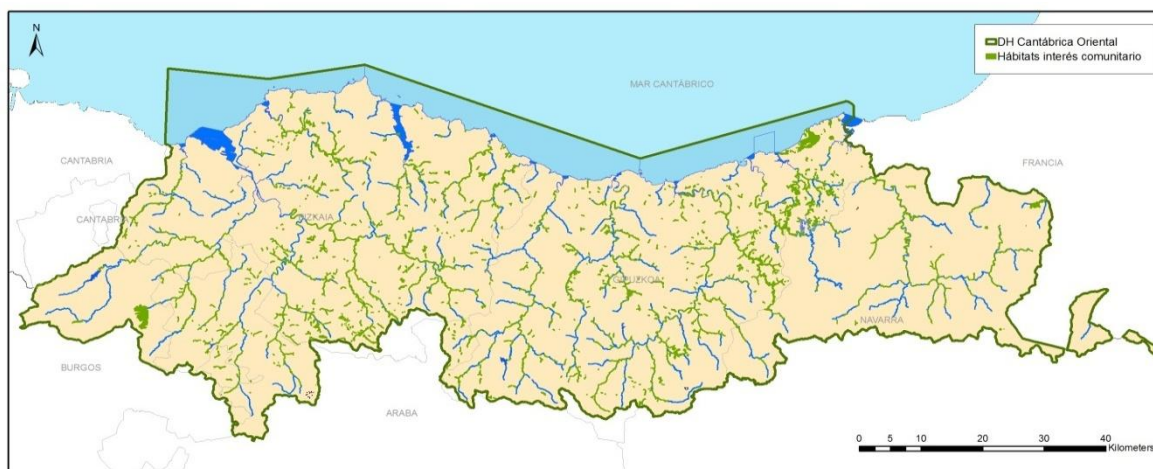 N
DH Cantábrica Oriental
Hábitats interés comunitario
MAR CANTÁBRICO
CANTABRIA
FRANCIA
CANTABRIA
BIZKAIA
GIPUZKOA
NAVARRA
BURGOS
ARABA
0 5 10 20 30 40
Kilometers